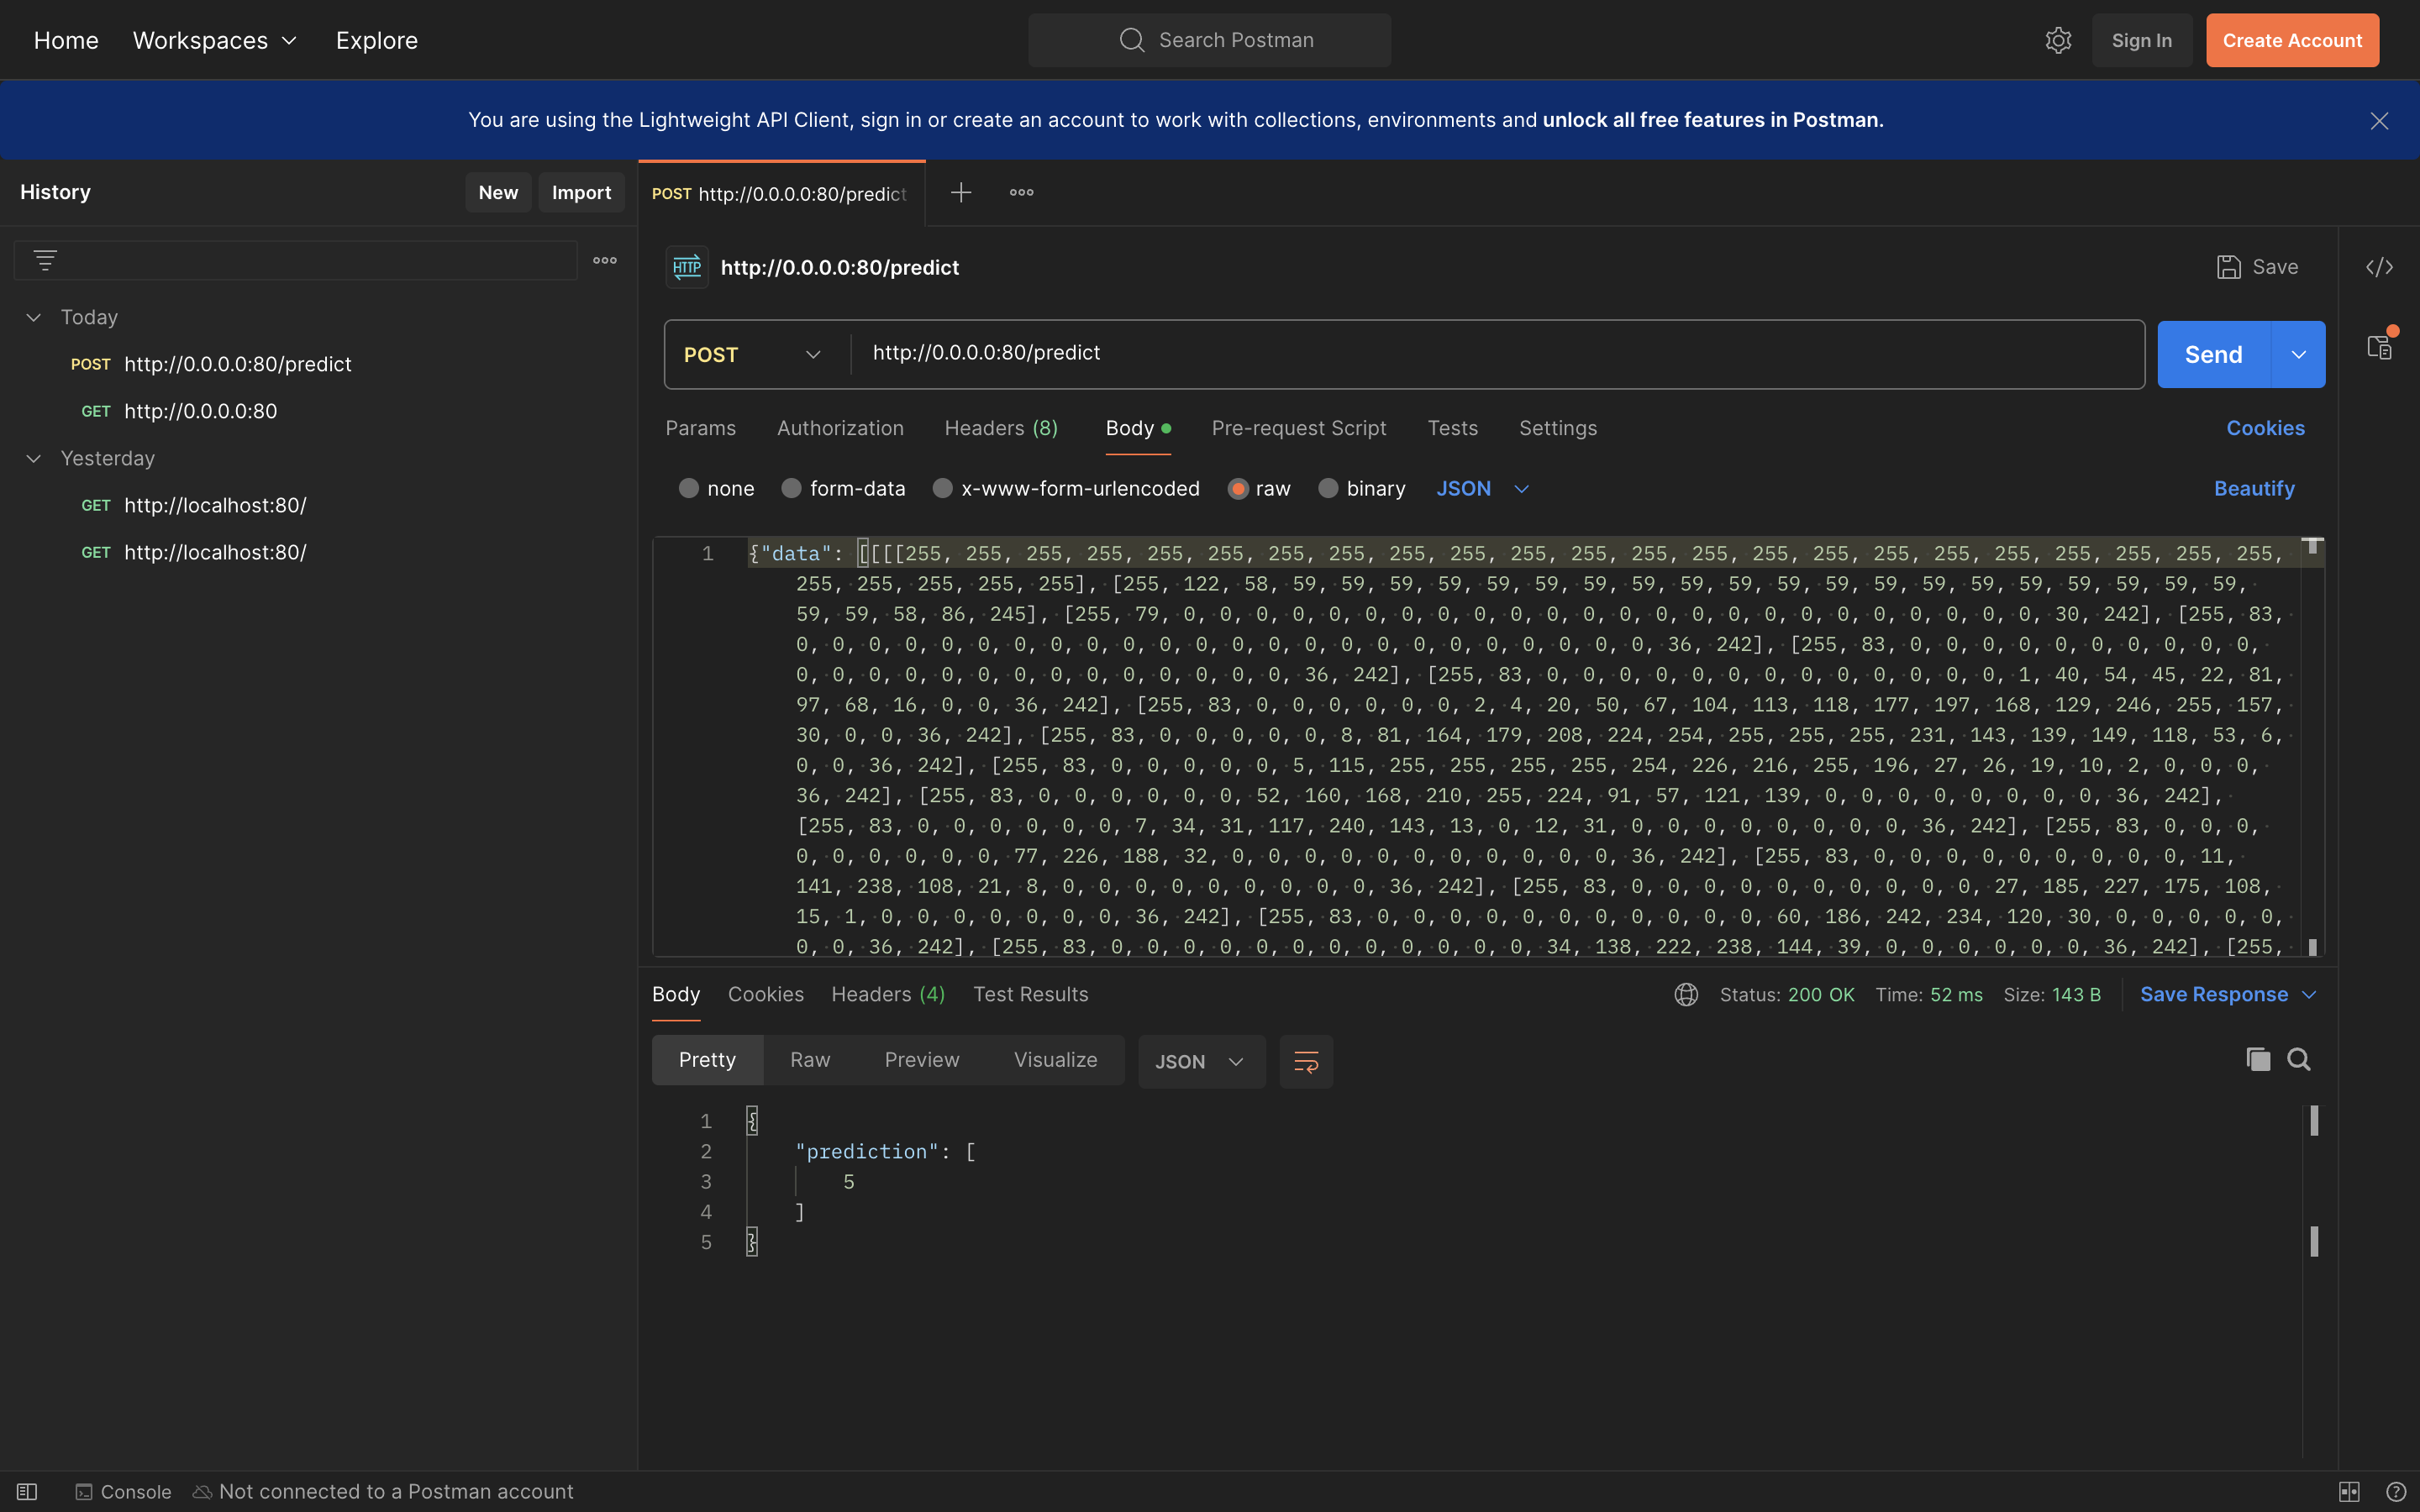 Home Workspaces Explore Search Postman Sign In Create Account
You are using the Lightweight API Client, sign in or create an account to work with collections, environments and unlock all free features in Postman.
History New Import
POST http://0.0.0.0:80/predict
HTTP http://0.0.0.0:80/predict Save
Today
POST http://0.0.0.0:80/predict
GET http://0.0.0.0:80
Yesterday
GET http://localhost:80/
GET http://localhost:80/
POST http://0.0.0.0:80/predict Send
Params Authorization Headers (8) Body Pre-request Script Tests Settings Cookies
none form-data x-www-form-urlencoded raw binary JSON Beautify
1 {"data": [[[[255, 255, 255, 255, 255, 255, 255, 255, 255, 255, 255, 255, 255, 255, 255, 255, 255, 255, 255, 255, 255, 255, 255,
255, 255, 255, 255, 255], [255, 122, 58, 59, 59, 59, 59, 59, 59, 59, 59, 59, 59, 59, 59, 59, 59, 59, 59, 59, 59, 59, 59,
59, 59, 58, 86, 245], [255, 79, 0, 0, 0, 0, 0, 0, 0, 0, 0, 0, 0, 0, 0, 0, 0, 0, 0, 0, 0, 0, 0, 0, 0, 0, 30, 242], [255, 83,
0, 0, 0, 0, 0, 0, 0, 0, 0, 0, 0, 0, 0, 0, 0, 0, 0, 0, 0, 0, 0, 0, 0, 0, 36, 242], [255, 83, 0, 0, 0, 0, 0, 0, 0, 0, 0, 0,
0, 0, 0, 0, 0, 0, 0, 0, 0, 0, 0, 0, 0, 0, 36, 242], [255, 83, 0, 0, 0, 0, 0, 0, 0, 0, 0, 0, 0, 0, 0, 1, 40, 54, 45, 22, 81,
97, 68, 16, 0, 0, 36, 242], [255, 83, 0, 0, 0, 0, 0, 0, 2, 4, 20, 50, 67, 104, 113, 118, 177, 197, 168, 129, 246, 255, 157,
30, 0, 0, 36, 242], [255, 83, 0, 0, 0, 0, 0, 8, 81, 164, 179, 208, 224, 254, 255, 255, 255, 231, 143, 139, 149, 118, 53, 6,
0, 0, 36, 242], [255, 83, 0, 0, 0, 0, 0, 5, 115, 255, 255, 255, 255, 254, 226, 216, 255, 196, 27, 26, 19, 10, 2, 0, 0, 0,
36, 242], [255, 83, 0, 0, 0, 0, 0, 0, 52, 160, 168, 210, 255, 224, 91, 57, 121, 139, 0, 0, 0, 0, 0, 0, 0, 0, 36, 242],
[255, 83, 0, 0, 0, 0, 0, 0, 7, 34, 31, 117, 240, 143, 13, 0, 12, 31, 0, 0, 0, 0, 0, 0, 0, 0, 36, 242], [255, 83, 0, 0, 0,
0, 0, 0, 0, 0, 0, 77, 226, 188, 32, 0, 0, 0, 0, 0, 0, 0, 0, 0, 0, 0, 36, 242], [255, 83, 0, 0, 0, 0, 0, 0, 0, 0, 0, 11,
141, 238, 108, 21, 8, 0, 0, 0, 0, 0, 0, 0, 0, 0, 36, 242], [255, 83, 0, 0, 0, 0, 0, 0, 0, 0, 0, 0, 27, 185, 227, 175, 108,
15, 1, 0, 0, 0, 0, 0, 0, 0, 36, 242], [255, 83, 0, 0, 0, 0, 0, 0, 0, 0, 0, 0, 0, 60, 186, 242, 234, 120, 30, 0, 0, 0, 0, 0,
0, 0, 36, 242], [255, 83, 0, 0, 0, 0, 0, 0, 0, 0, 0, 0, 0, 0, 34, 138, 222, 238, 144, 39, 0, 0, 0, 0, 0, 0, 36, 242], [255,
Body Cookies Headers (4) Test Results Status: 200 OK Time: 52 ms Size: 143 B Save Response
Pretty Raw Preview Visualize JSON
1 {
2 "prediction": [
3 5
4 ]
5 }
Console Not connected to a Postman account